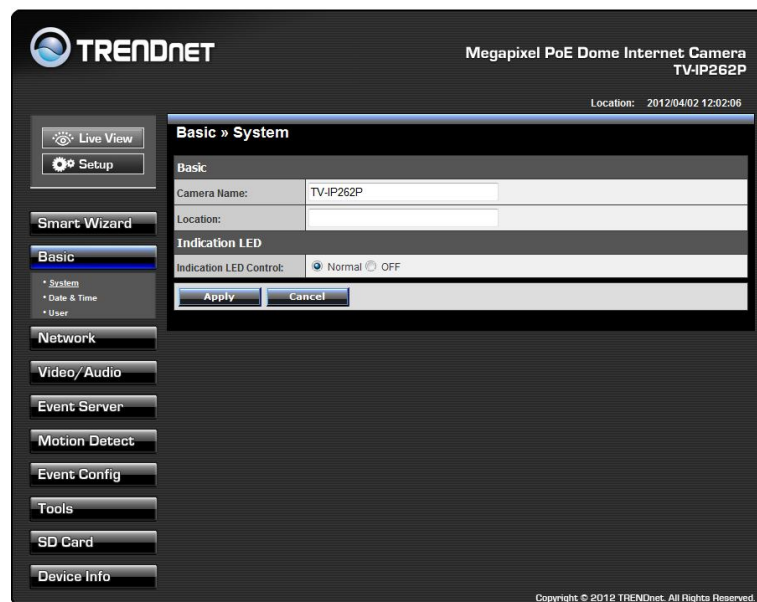 TRENDNET
Megapixel PoE Dome Internet Camera
TV-IP262P
Location: 2012/04/02 12:02:06
Live View
Setup
Smart Wizard
Basic
• System
• Date & Time
• User
Network
Video/Audio
Event Server
Motion Detect
Event Config
Tools
SD Card
Device Info
Basic » System
Basic
Camera Name: TV-IP262P
Location:
Indication LED
Indication LED Control: Normal OFF
Apply Cancel
Copyright © 2012 TRENDnet. All Rights Reserved.